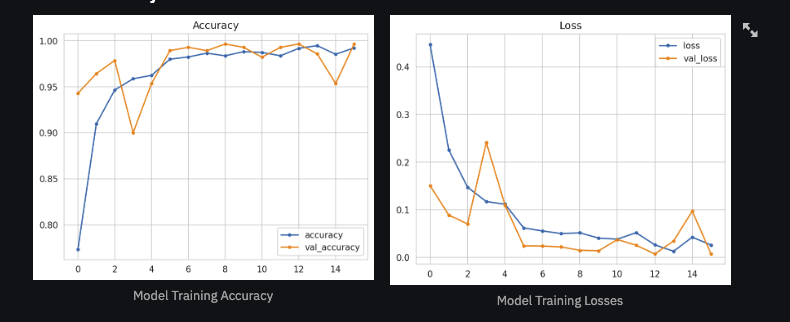 Accuracy
1.00
0.95
0.90
0.85
0.80
0 2 4 6 8 10 12 14
accuracy
val_accuracy
Model Training Accuracy
Loss
0.4
0.3
0.2
0.1
0.0
0 2 4 6 8 10 12 14
loss
val_loss
Model Training Losses